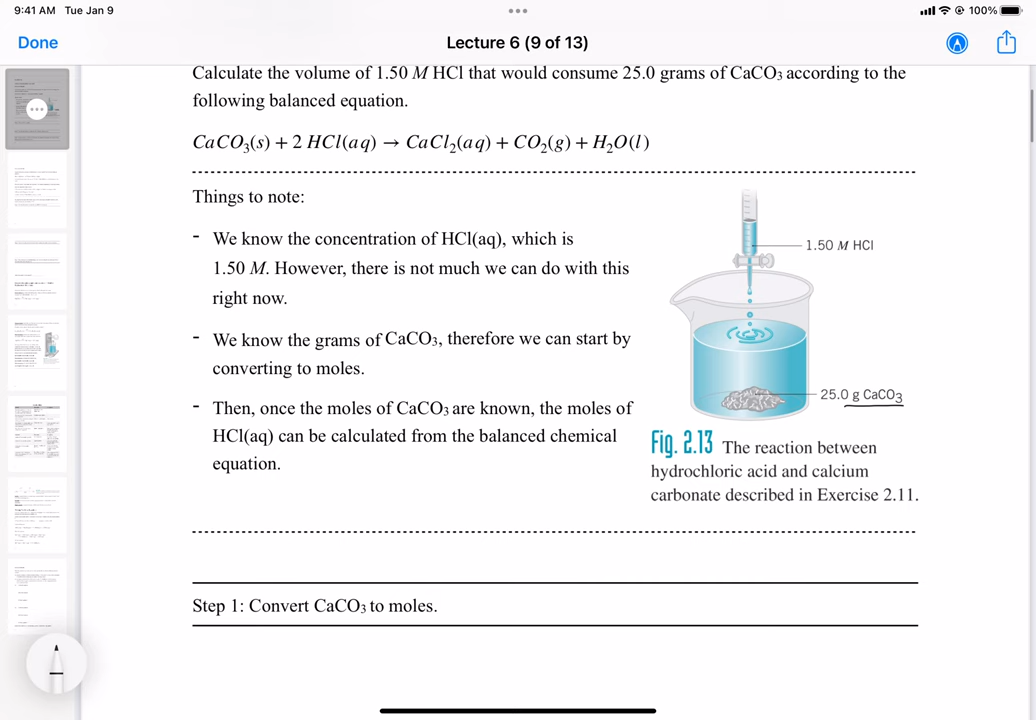 9:41 AM Tue Jan 9
100%
Done
Lecture 6 (9 of 13)
Calculate the volume of 1.50 M HCl that would consume 25.0 grams of CaCO₃ according to the
following balanced equation.
CaCO₃(s) + 2 HCl(aq) → CaCl₂(aq) + CO₂(g) + H₂O(l)
Things to note:
- We know the concentration of HCl(aq), which is
1.50 M. However, there is not much we can do with this
right now.
- We know the grams of CaCO₃, therefore we can start by
converting to moles.
- Then, once the moles of CaCO₃ are known, the moles of
HCl(aq) can be calculated from the balanced chemical
equation.
1.50 M HCl
25.0 g CaCO₃
Fig. 2.13 The reaction between
hydrochloric acid and calcium
carbonate described in Exercise 2.11.
Step 1: Convert CaCO₃ to moles.